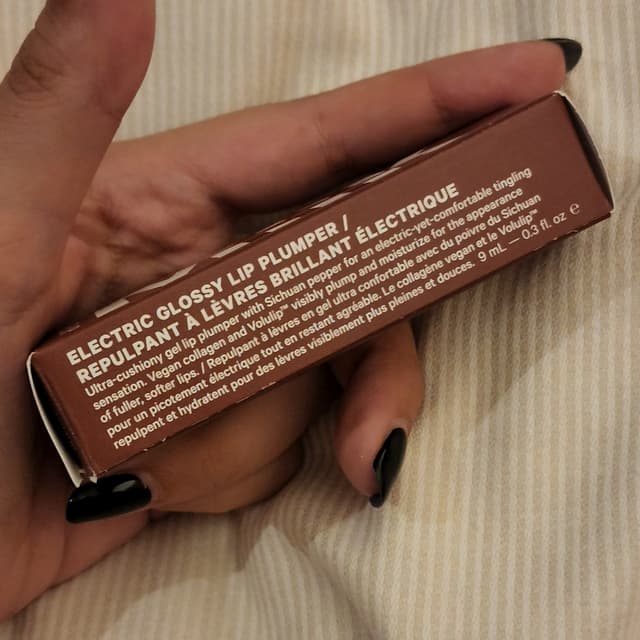 ELECTRIC GLOSSY LIP PLUMPER /
REPULPANT À LÈVRES BRILLANT ÉLECTRIQUE
Ultra-cushiony gel lip plumper with Sichuan pepper for an electric-yet-comfortable tingling
sensation. Vegan collagen and Volulip™ visibly plump and moisturize for the appearance
of fuller, softer lips. / Repulpant à lèvres en gel ultra confortable avec du poivre du Sichuan
pour un picotement électrique tout en restant agréable. Le collagène vegan et le Volulip™
repulpent et hydratent pour des lèvres visiblement plus pleines et douces. 9 mL — 0.3 fl. oz ℮